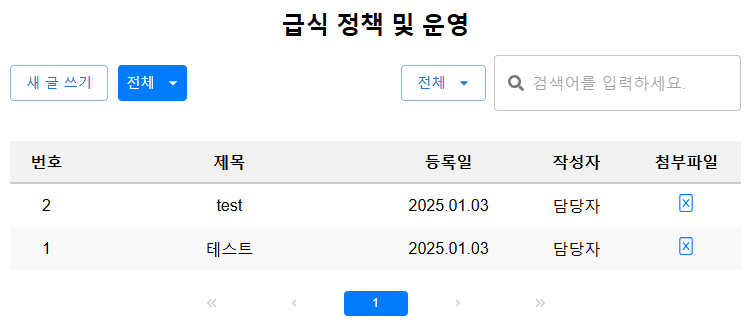 급식 정책 및 운영
새 글 쓰기 전체 전체 검색어를 입력하세요.
번호 제목 등록일 작성자 첨부파일
2 test 2025.01.03 담당자
1 테스트 2025.01.03 담당자
« ‹ 1 › »